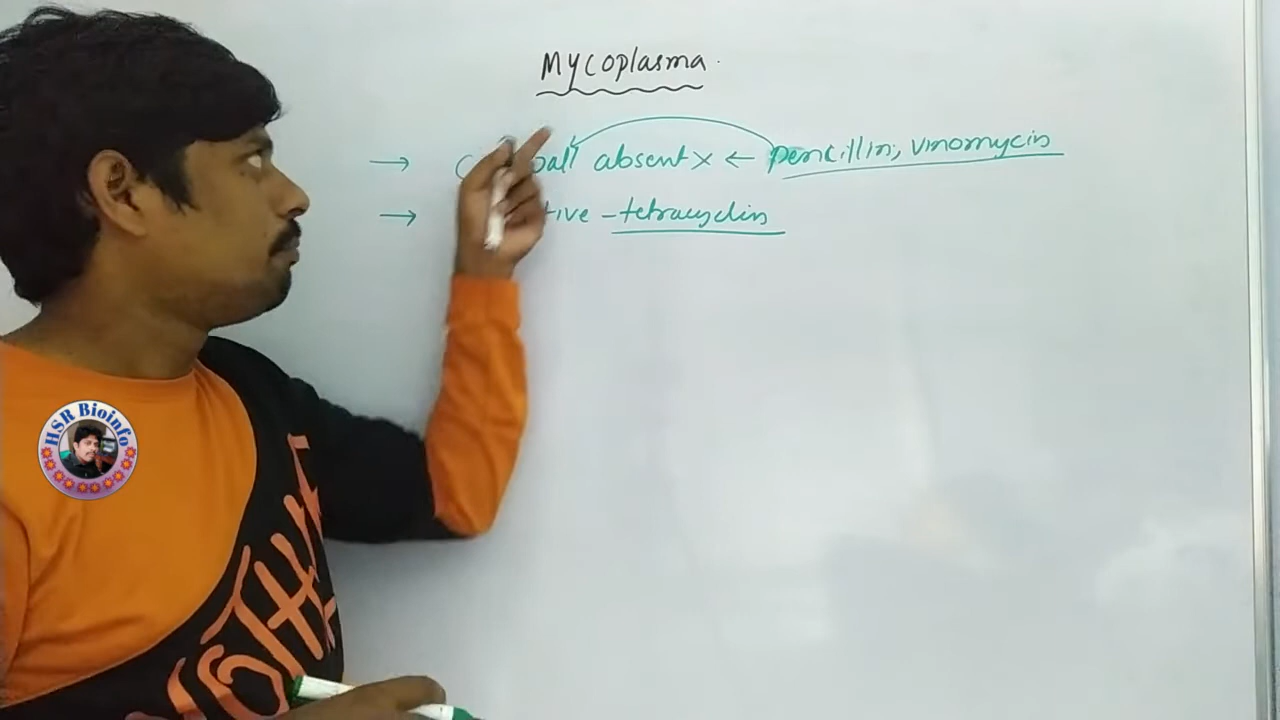 Mycoplasma
→ wall absent × ← pencillin, vinomycin
→ tive - tetracyclin
HSR Bioinfo